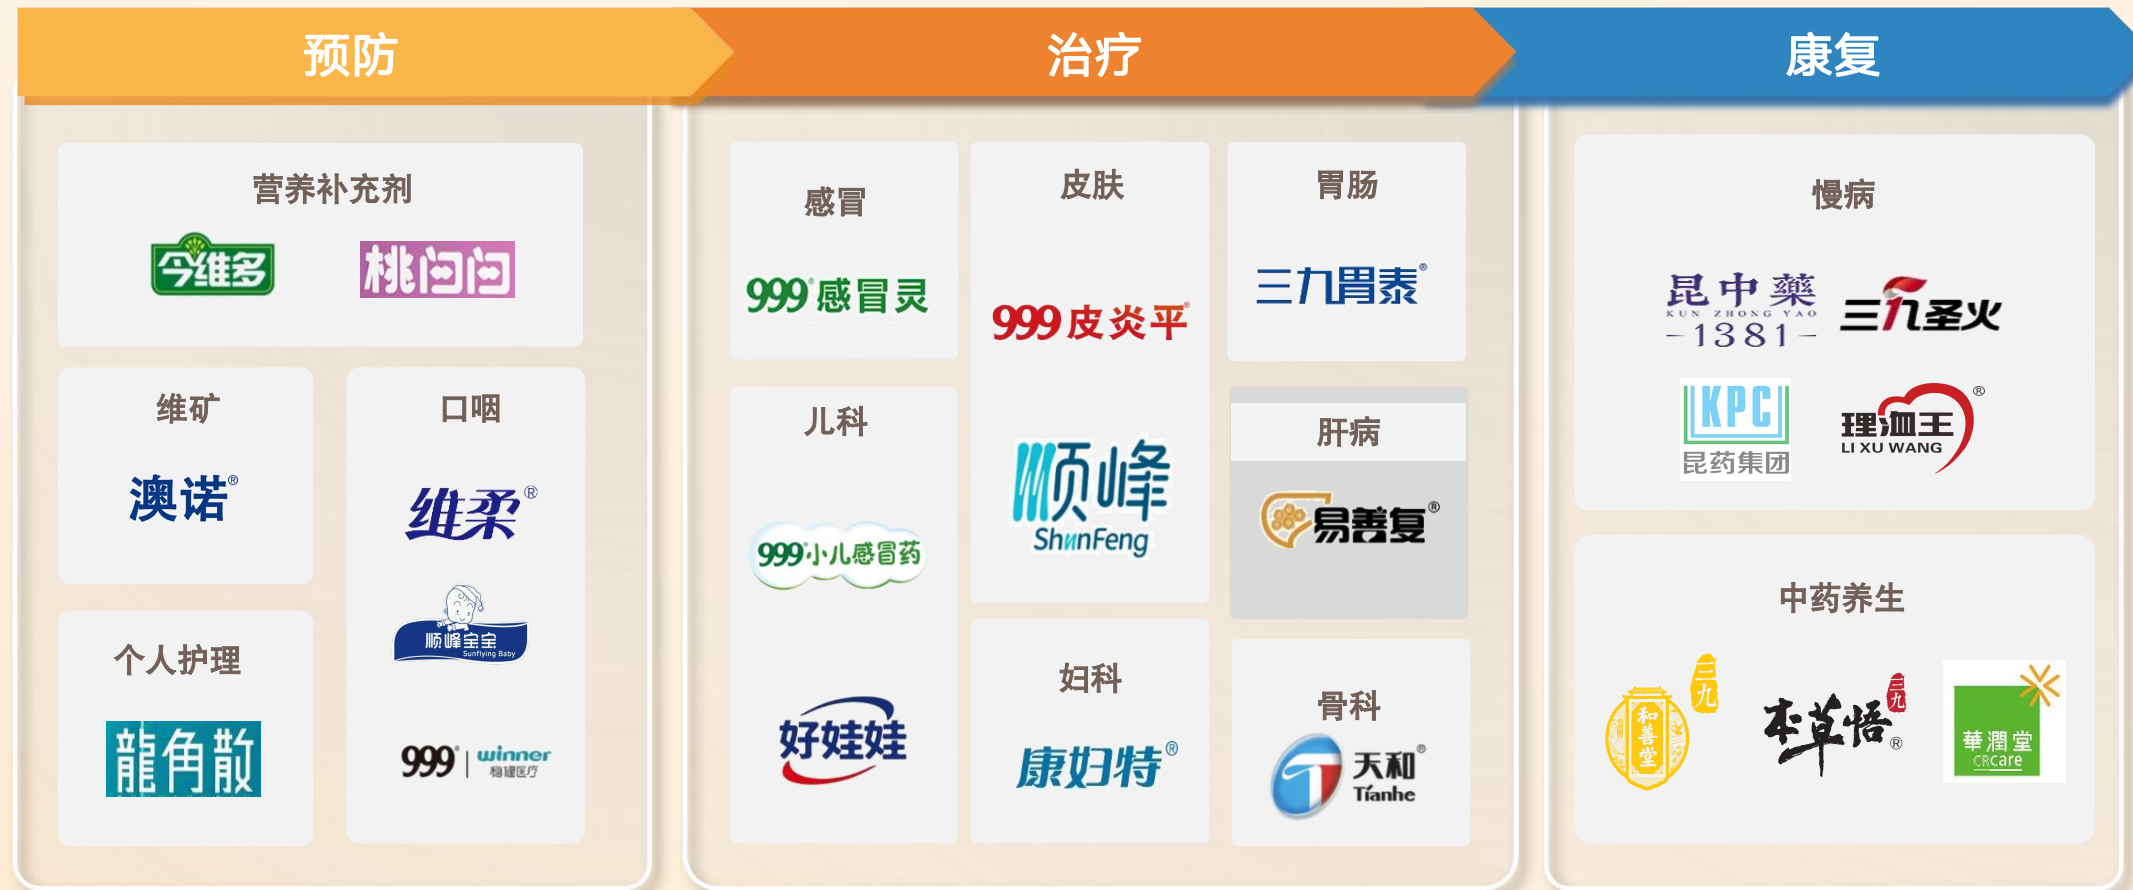 预防
治疗
康复
营养补充剂
今维多
桃闷闷
维矿
澳诺®
口咽
维柔®
顺峰宝宝
Sunflying Baby
999® | winner
稳健医疗
个人护理
龍角散
感冒
999®感冒灵
皮肤
999皮炎平®
顺峰
ShunFeng
胃肠
三九胃泰®
儿科
999®小儿感冒药
好娃娃
肝病
易善复®
妇科
康妇特®
骨科
天和®
Tianhe
慢病
昆中藥
KUN ZHONG YAO
1381
三九圣火
KPC
昆药集团
理洫王®
LI XU WANG
中药养生
和善堂
三九
本草悟®
三九
華潤堂
CRcare